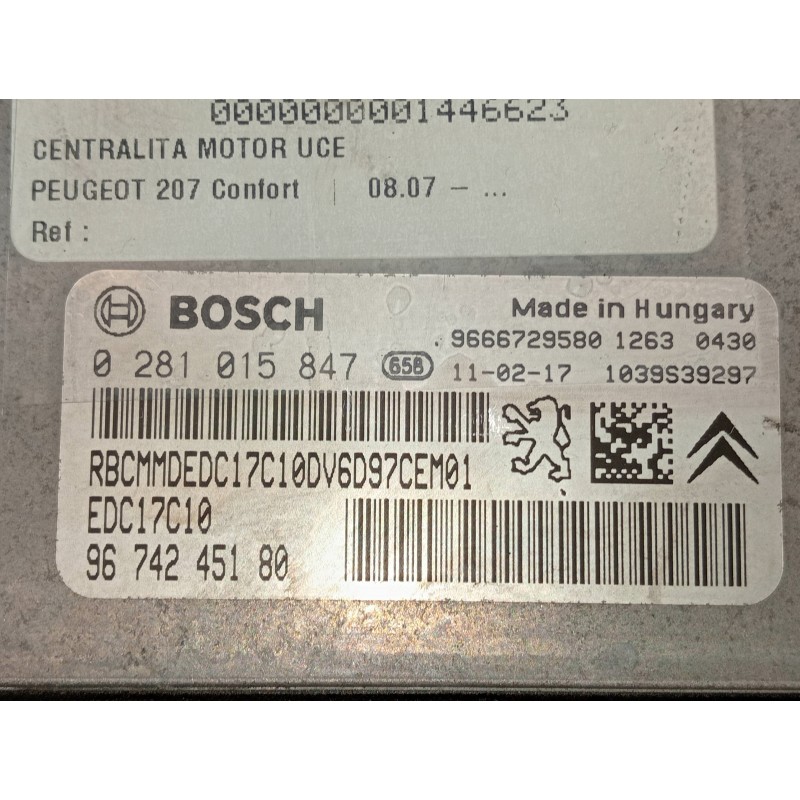 0000000001446623
CENTRALITA MOTOR UCE
PEUGEOT 207 Confort | 08.07 – ...
Ref :
BOSCH Made in Hungary
9666729580 1263 0430
0 281 015 847 658 11-02-17 1039S39297
RBCMMDEDC17C10DV6D97CEM01
EDC17C10
96 742 451 80